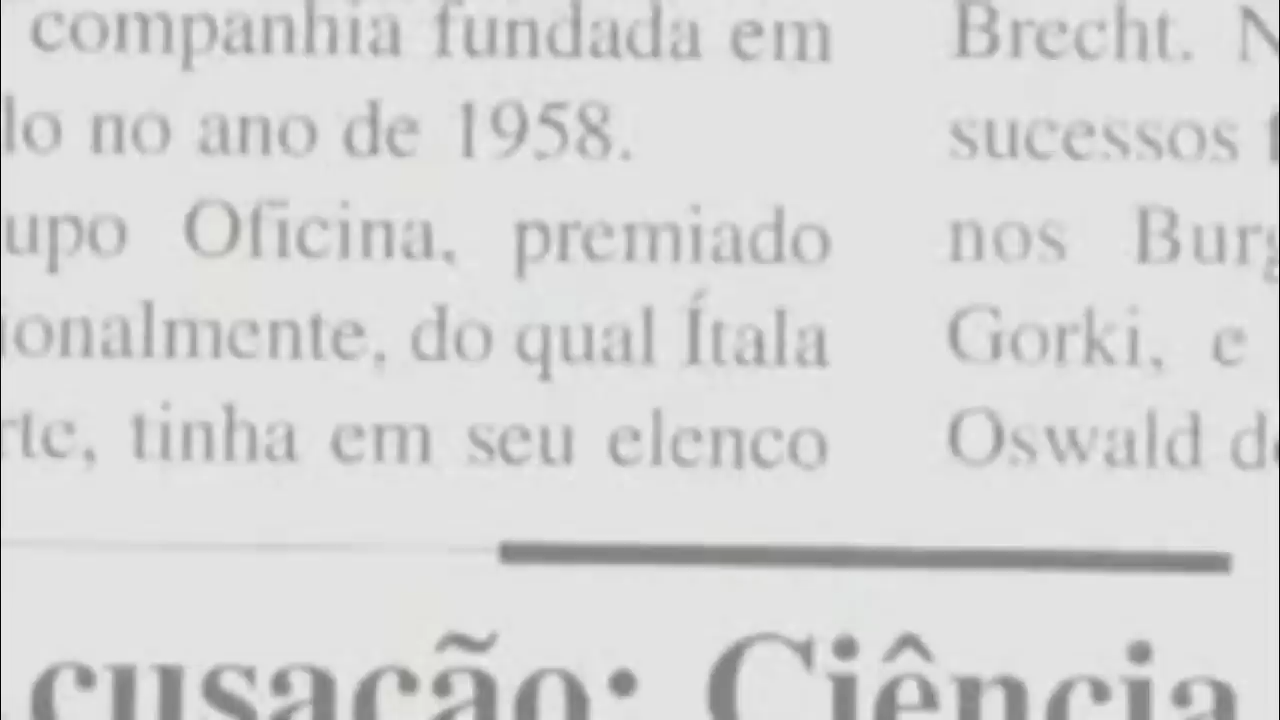 companhia fundada em
lo no ano de 1958.
upo Oficina, premiado
ionalmente, do qual Ítala
rte, tinha em seu elenco
Brecht. N
sucessos
nos Burg
Gorki, e
Oswald de
cusação: Ciência